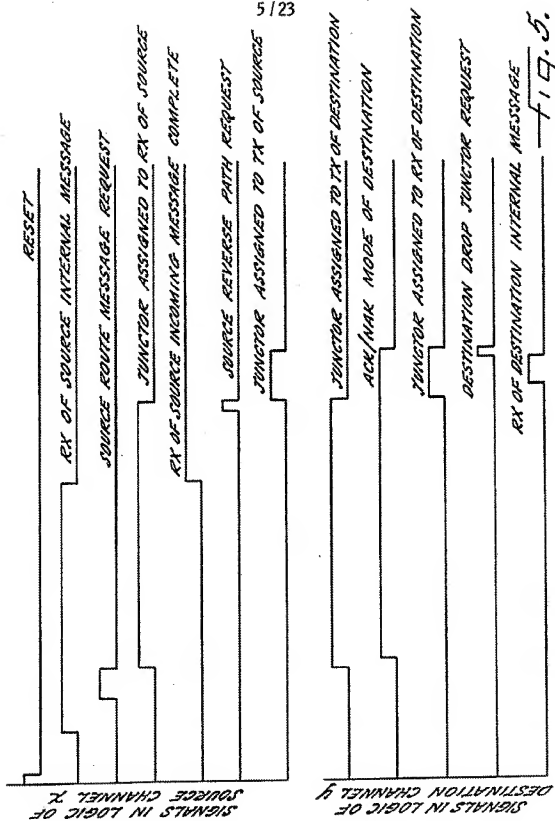 5/23
RESET
RX OF SOURCE INTERNAL MESSAGE
SOURCE ROUTE MESSAGE REQUEST
JUNCTOR ASSIGNED TO RX OF SOURCE
RX OF SOURCE INCOMING MESSAGE COMPLETE
SOURCE REVERSE PATH REQUEST
JUNCTOR ASSIGNED TO TX OF SOURCE
SIGNALS IN LOGIC OF
SOURCE CHANNEL X
JUNCTOR ASSIGNED TO TX OF DESTINATION
ACK/NAK MODE OF DESTINATION
JUNCTOR ASSIGNED TO RX OF DESTINATION
DESTINATION DROP JUNCTOR REQUEST
RX OF DESTINATION INTERNAL MESSAGE
SIGNALS IN LOGIC OF
DESTINATION CHANNEL Y
FIG. 5.